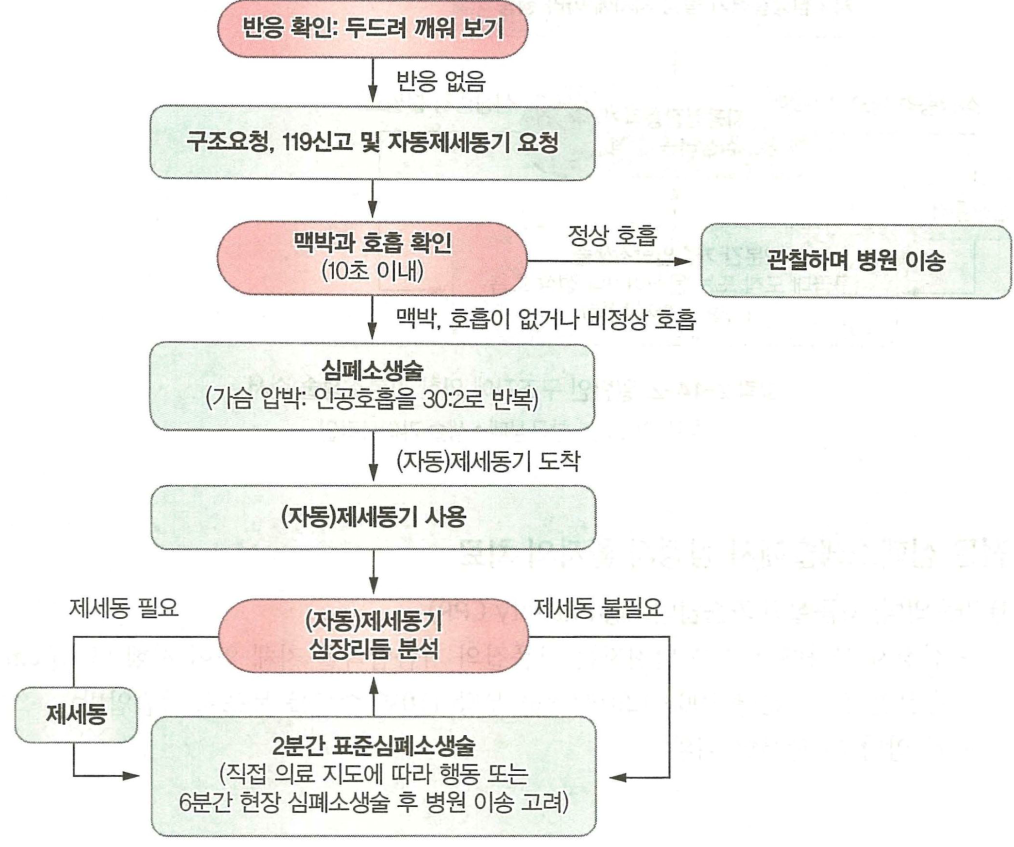 반응 확인: 두드려 깨워 보기
반응 없음
구조요청, 119신고 및 자동제세동기 요청
맥박과 호흡 확인
(10초 이내)
정상 호흡
관찰하며 병원 이송
맥박, 호흡이 없거나 비정상 호흡
심폐소생술
(가슴 압박: 인공호흡을 30:2로 반복)
(자동)제세동기 도착
(자동)제세동기 사용
제세동 필요
(자동)제세동기
심장리듬 분석
제세동 불필요
제세동
2분간 표준심폐소생술
(직접 의료 지도에 따라 행동 또는
6분간 현장 심폐소생술 후 병원 이송 고려)